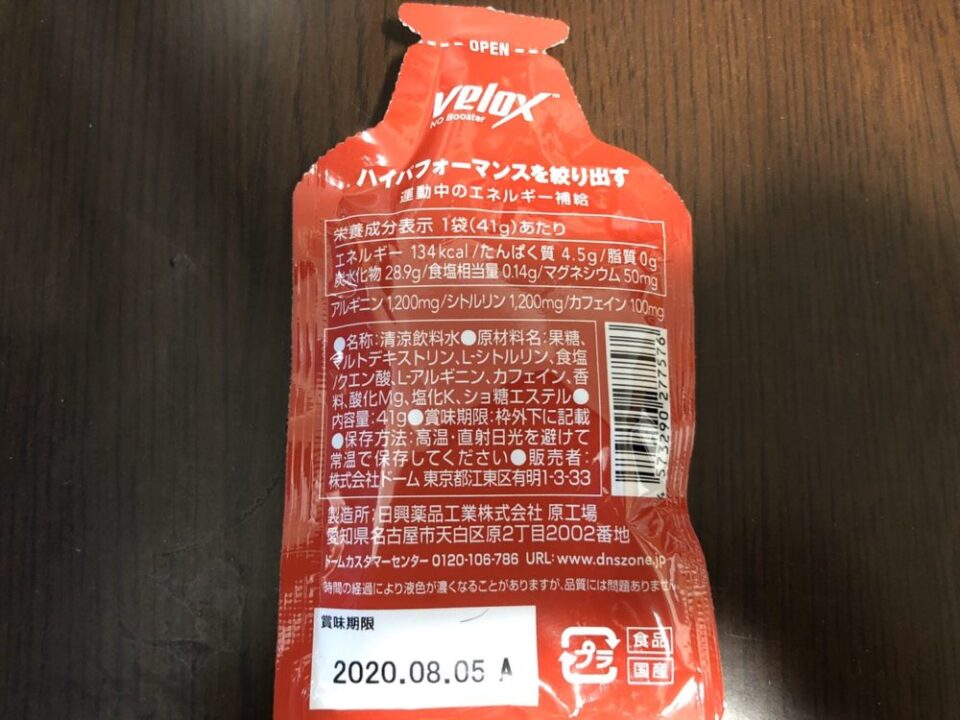 OPEN
velox™
NO Booster
ハイパフォーマンスを絞り出す
運動中のエネルギー補給
栄養成分表示 1袋(41g)あたり
エネルギー 134kcal/たんぱく質 4.5g/脂質 0g
炭水化物 28.9g/食塩相当量 0.14g/マグネシウム 50mg
アルギニン 1,200mg/シトルリン 1,200mg/カフェイン 100mg
●名称:清涼飲料水●原材料名:果糖、
マルトデキストリン、L-シトルリン、食塩
/クエン酸、L-アルギニン、カフェイン、香
料、酸化Mg、塩化K、ショ糖エステル●
内容量:41g●賞味期限:枠外下に記載
●保存方法:高温・直射日光を避けて
常温で保存してください●販売者:
株式会社ドーム 東京都江東区有明1-3-33
4 573290 277576
製造所:日興薬品工業株式会社 原工場
愛知県名古屋市天白区原2丁目2002番地
ドームカスタマーセンター 0120-106-786 URL:www.dnszone.jp
時間の経過により液色が濃くなることがありますが、品質には問題ありません
賞味期限
2020.08.05 A
プラ
食品
国産